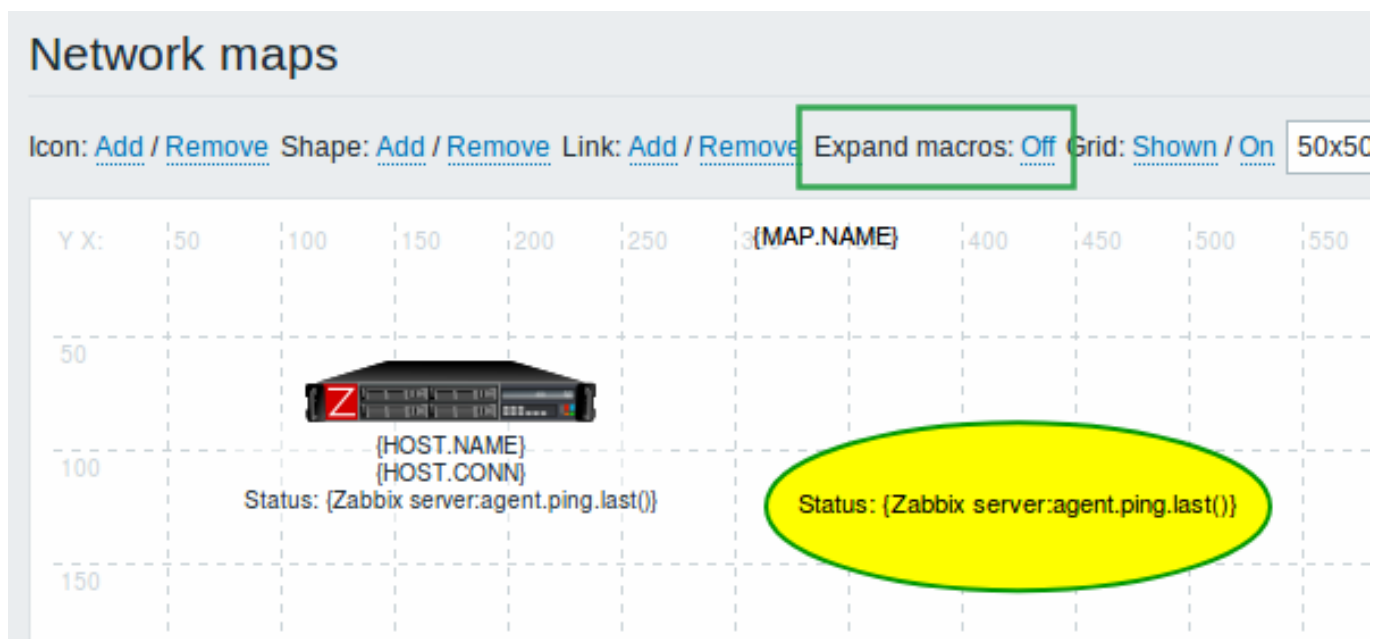 Network maps
Icon: Add / Remove Shape: Add / Remove Link: Add / Remove Expand macros: Off Grid: Shown / On 50x50
Y X: 50 100 150 200 250 {MAP.NAME} 400 450 500 550
50
Z
{HOST.NAME}
100
{HOST.CONN}
Status: {Zabbix server:agent.ping.last()}
Status: {Zabbix server:agent.ping.last()}
150